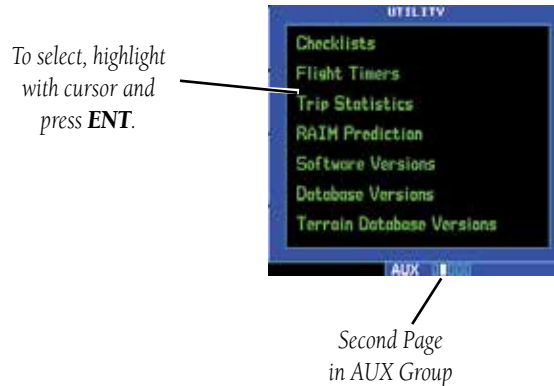 UTILITY
Checklists
Flight Timers
To select, highlight
with cursor and
press ENT.
Trip Statistics
RAIM Prediction
Software Versions
Database Versions
Terrain Database Versions
AUX
Second Page
in AUX Group